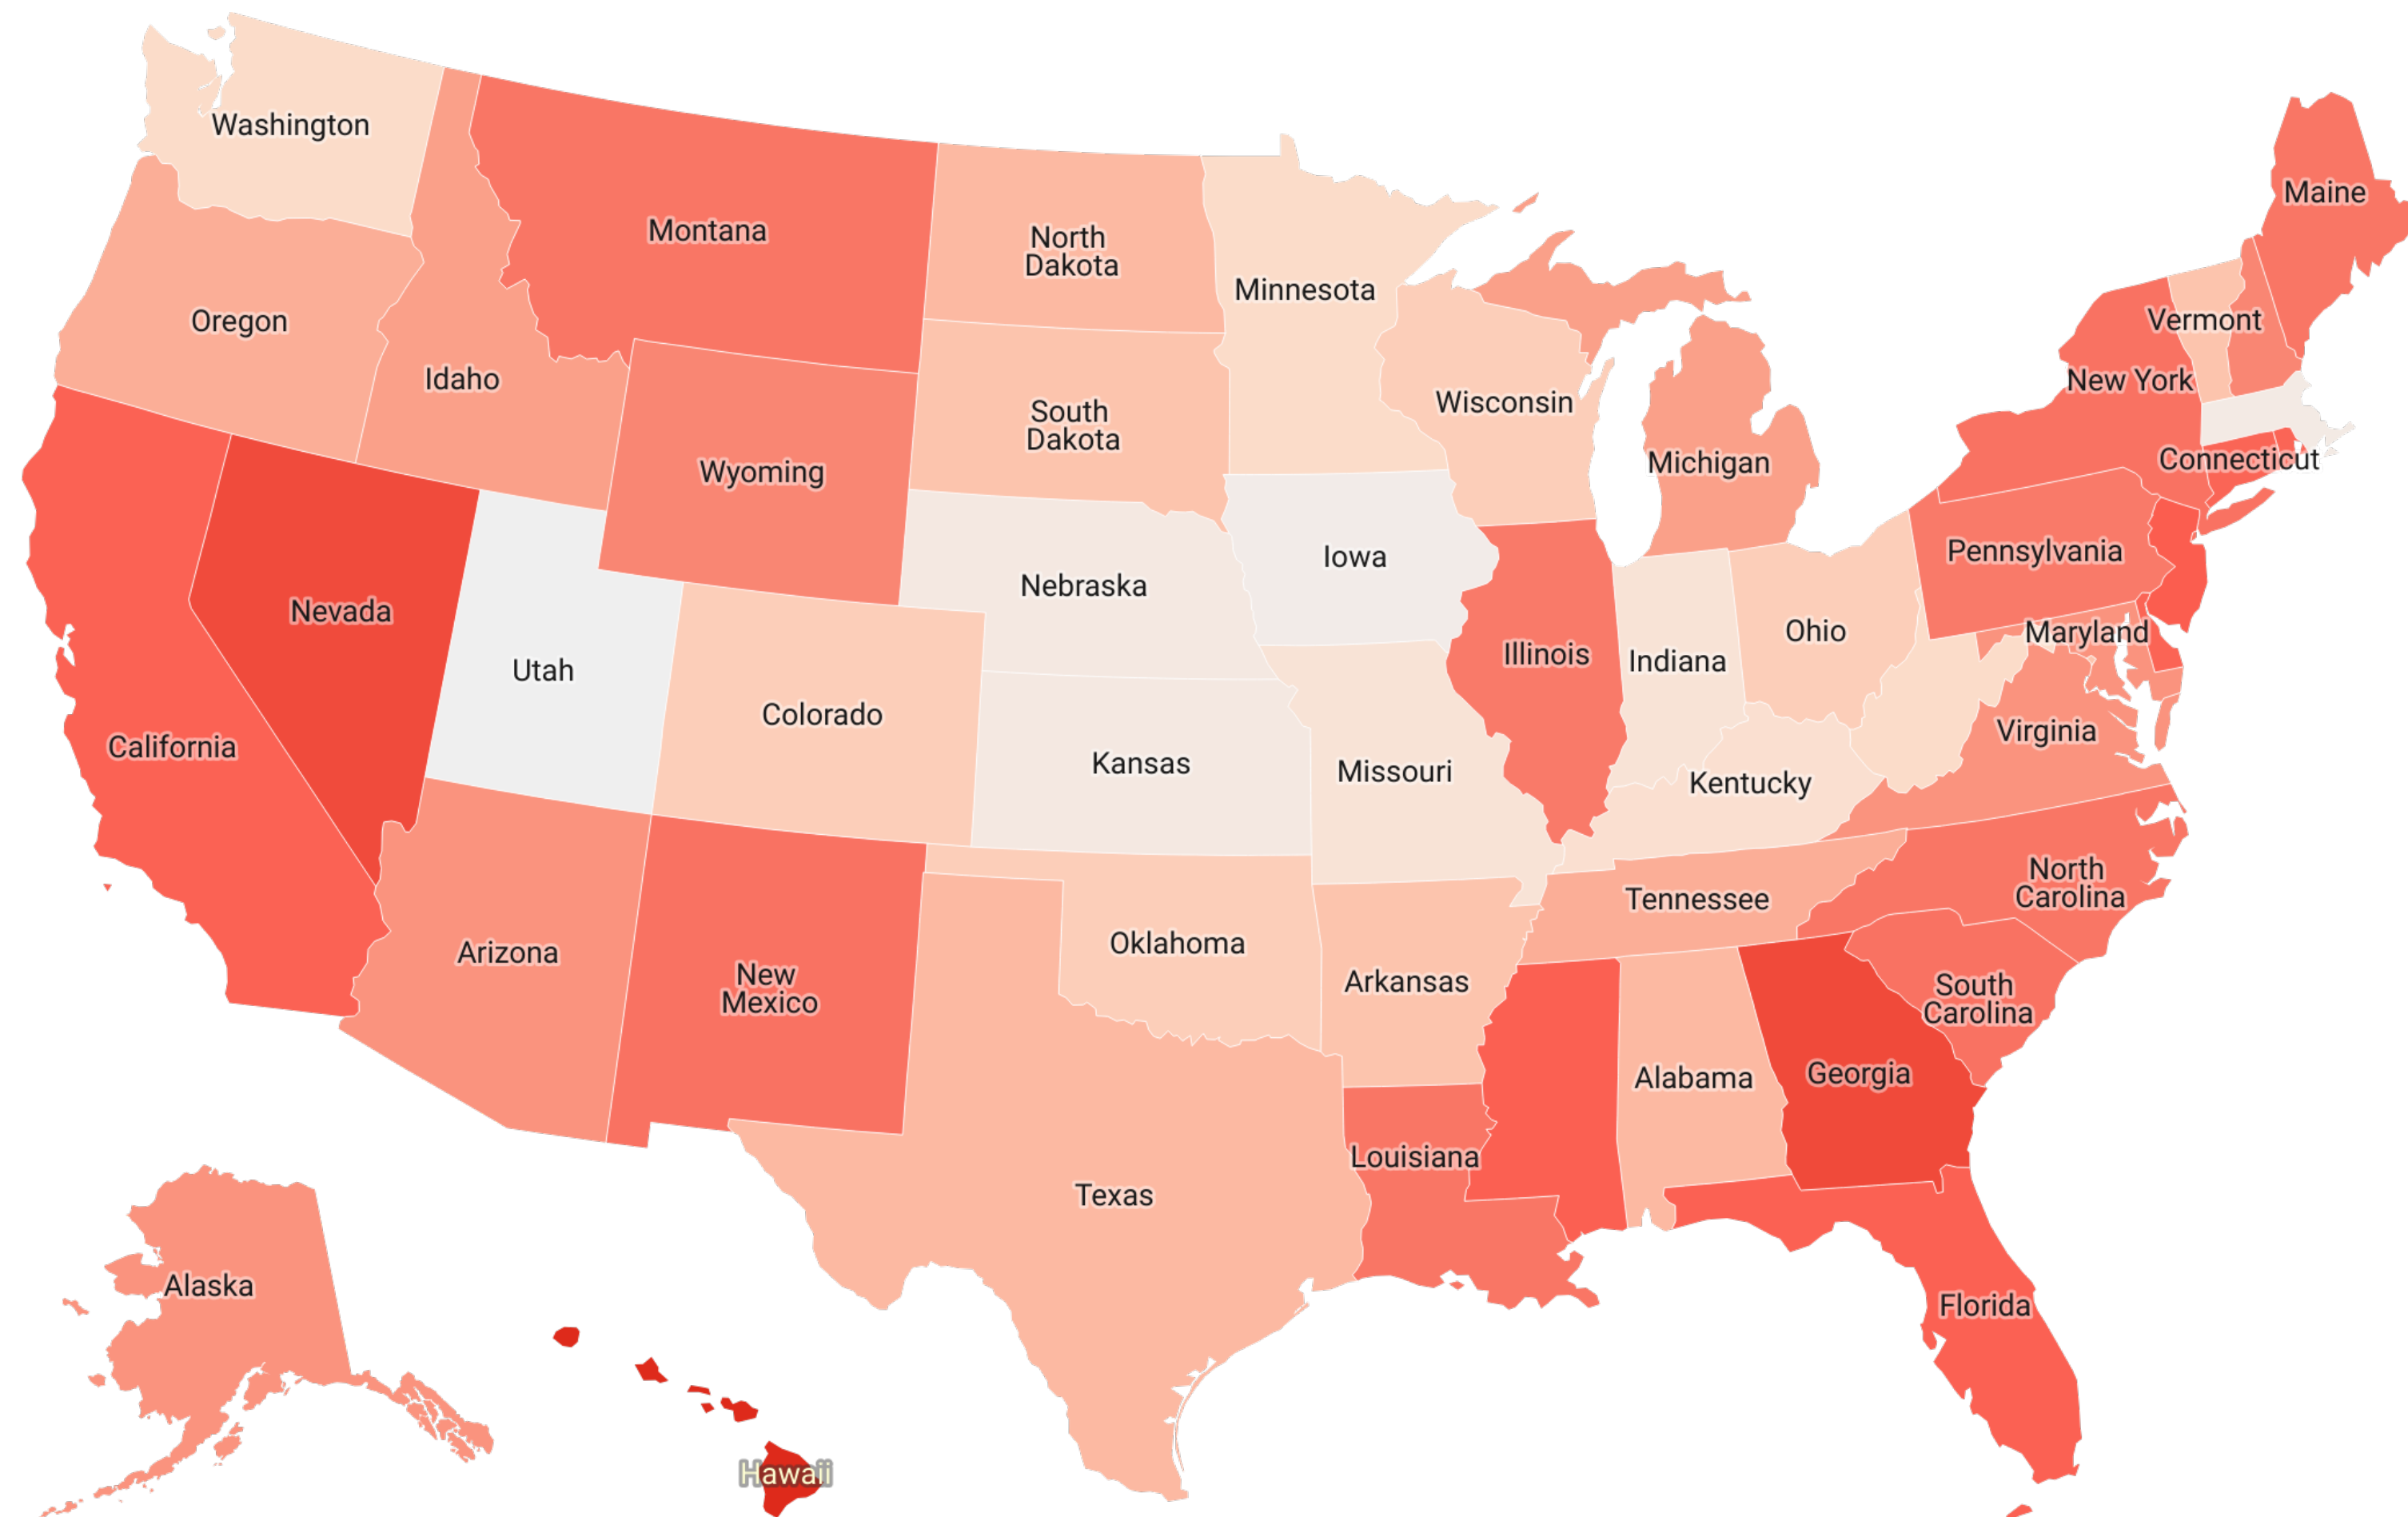 Washington
Maine
Montana
North
Dakota
Minnesota
Oregon
Vermont
Idaho
New York
Wisconsin
South
Dakota
Michigan
Connecticut
Wyoming
Pennsylvania
Iowa
Nebraska
Nevada
Ohio
Maryland
Illinois
Indiana
Utah
Colorado
Virginia
California
Kansas
Missouri
Kentucky
North
Carolina
Tennessee
Oklahoma
Arizona
New
Mexico
Arkansas
South
Carolina
Georgia
Alabama
Louisiana
Texas
Alaska
Florida
Hawaii